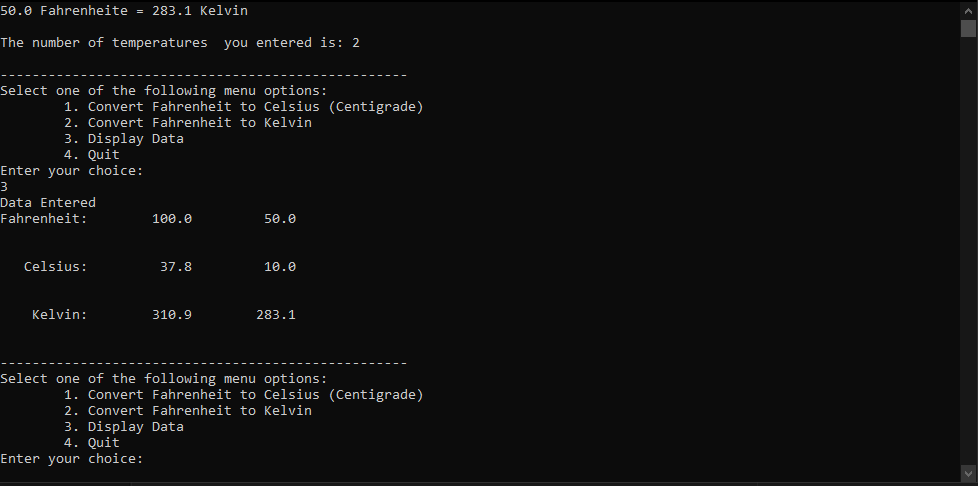 50.0 Fahrenheite = 283.1 Kelvin
The number of temperatures  you entered is: 2
---------------------------------------------------
Select one of the following menu options:
        1. Convert Fahrenheit to Celsius (Centigrade)
        2. Convert Fahrenheit to Kelvin
        3. Display Data
        4. Quit
Enter your choice:
3
Data Entered
Fahrenheit:        100.0         50.0
   Celsius:         37.8         10.0
    Kelvin:        310.9        283.1
---------------------------------------------------
Select one of the following menu options:
        1. Convert Fahrenheit to Celsius (Centigrade)
        2. Convert Fahrenheit to Kelvin
        3. Display Data
        4. Quit
Enter your choice: